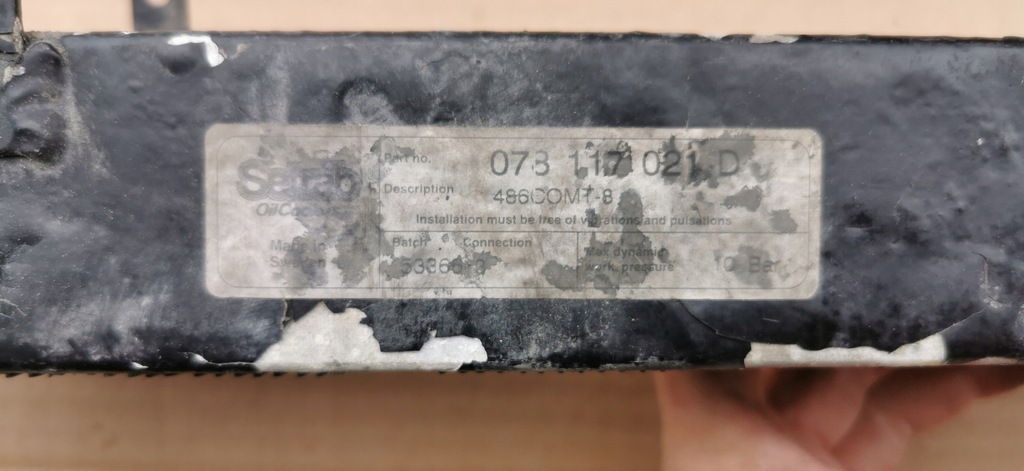 Setrab
Part no. 078 117 021 D
Description 486COM1-8
Installation must be free of vibrations and pulsations
Made in
Sweden
Batch Connection
Max dynamic
work. pressure 10 Bar